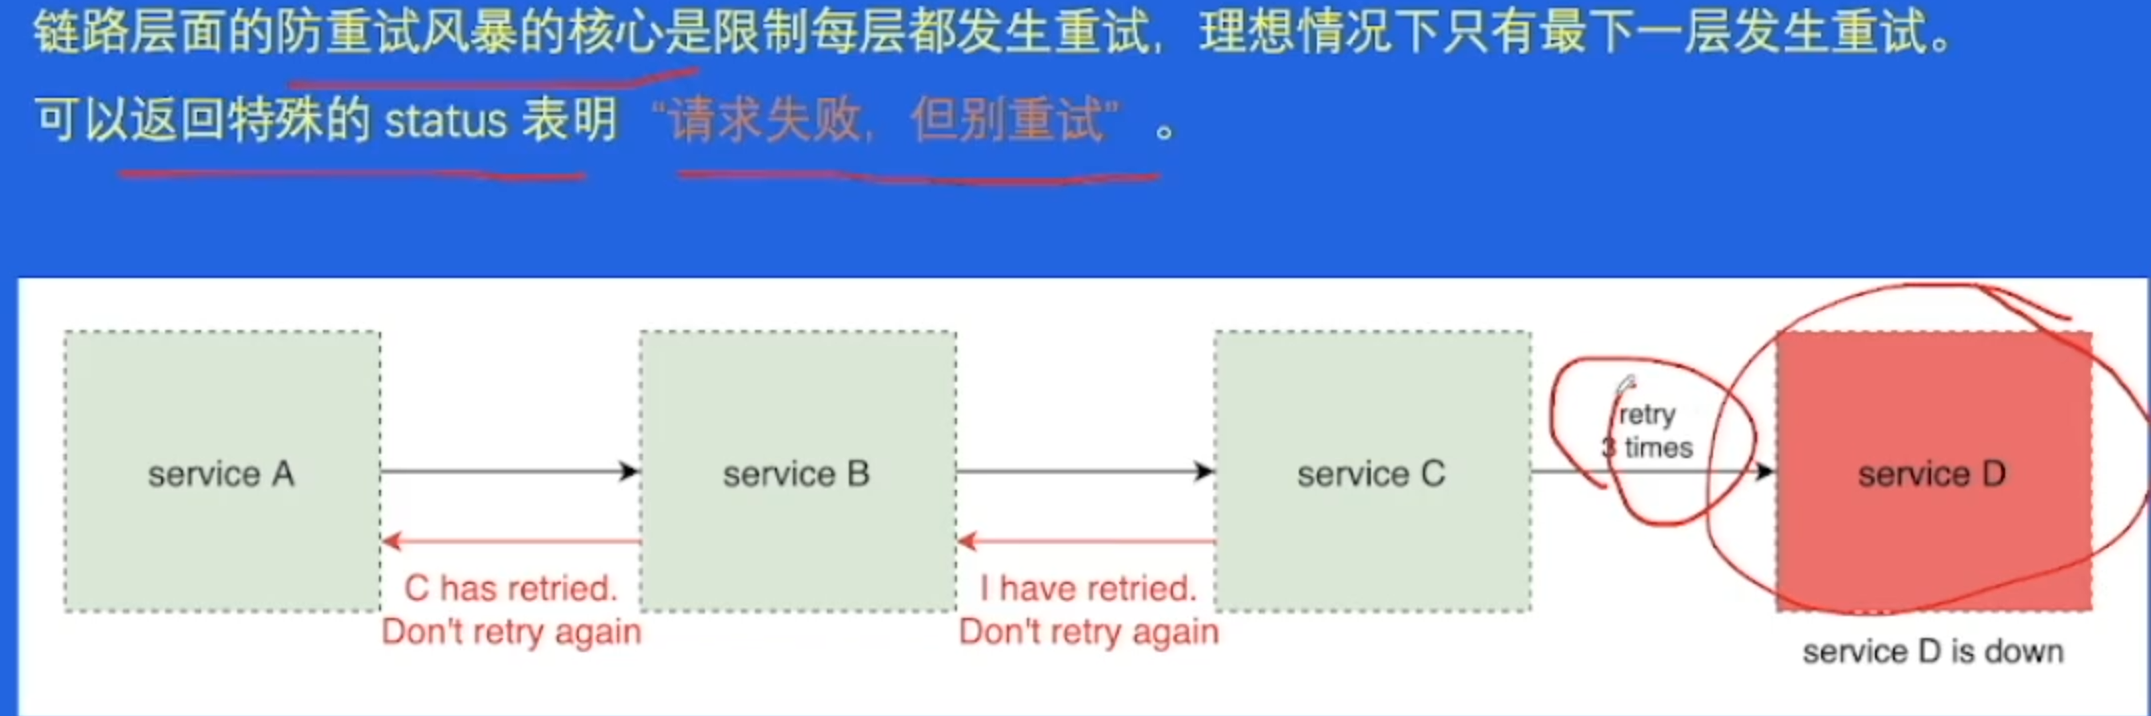 链路层面的防重试风暴的核心是限制每层都发生重试，理想情况下只有最下一层发生重试。
可以返回特殊的 status 表明 “请求失败，但别重试” 。
service A
service B
service C
retry
3 times
service D
C has retried.
Don't retry again
I have retried.
Don't retry again
service D is down